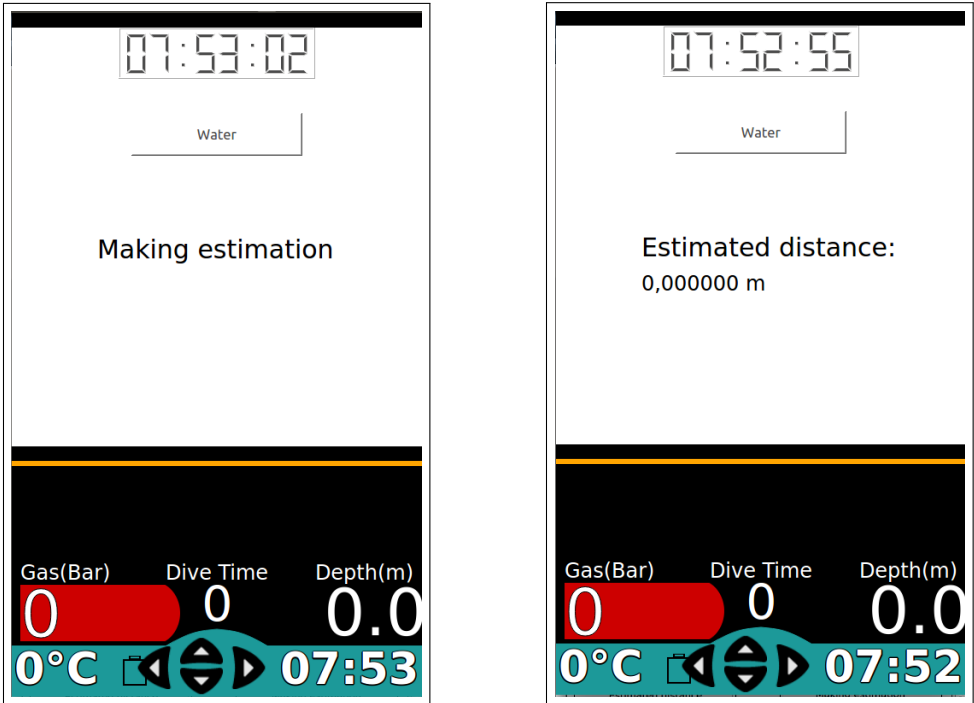 07:53:02
Water
Making estimation
Gas(Bar) Dive Time Depth(m)
0 0 0.0
0°C 07:53
07:52:55
Water
Estimated distance:
0,000000 m
Gas(Bar) Dive Time Depth(m)
0 0 0.0
0°C 07:52